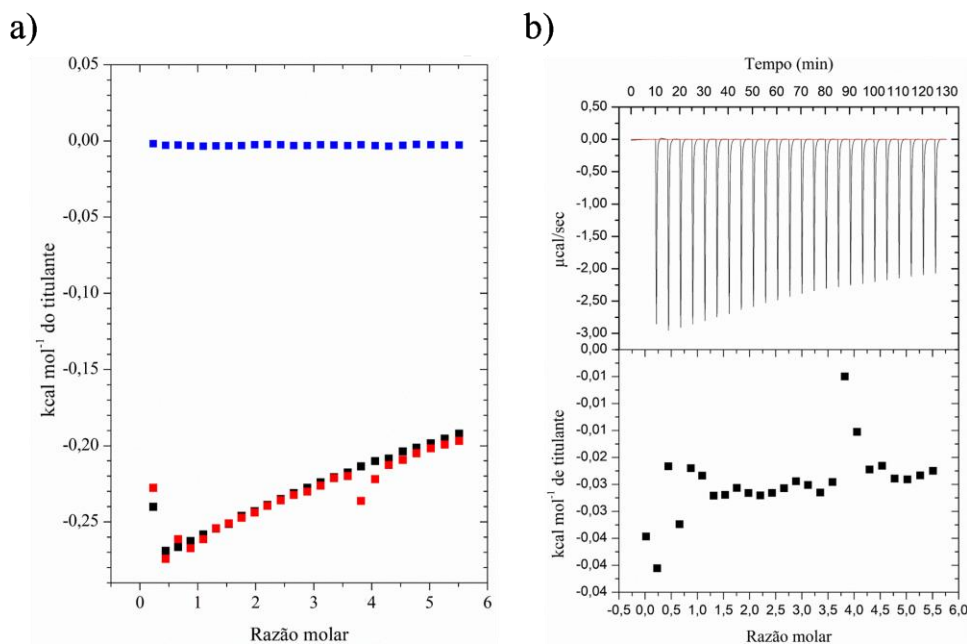 a)
0,05
0,00
-0,05
-0,10
-0,15
-0,20
-0,25
kcal mol⁻¹ do titulante
0 1 2 3 4 5 6
Razão molar
b)
Tempo (min)
0 10 20 30 40 50 60 70 80 90 100 110 120 130
0,50
0,00
-0,50
-1,00
-1,50
-2,00
-2,50
-3,00
µcal/sec
0,00
-0,01
-0,01
-0,02
-0,03
-0,03
-0,04
-0,04
kcal mol⁻¹ de titulante
-0,5 0,0 0,5 1,0 1,5 2,0 2,5 3,0 3,5 4,0 4,5 5,0 5,5 6,0
Razão molar